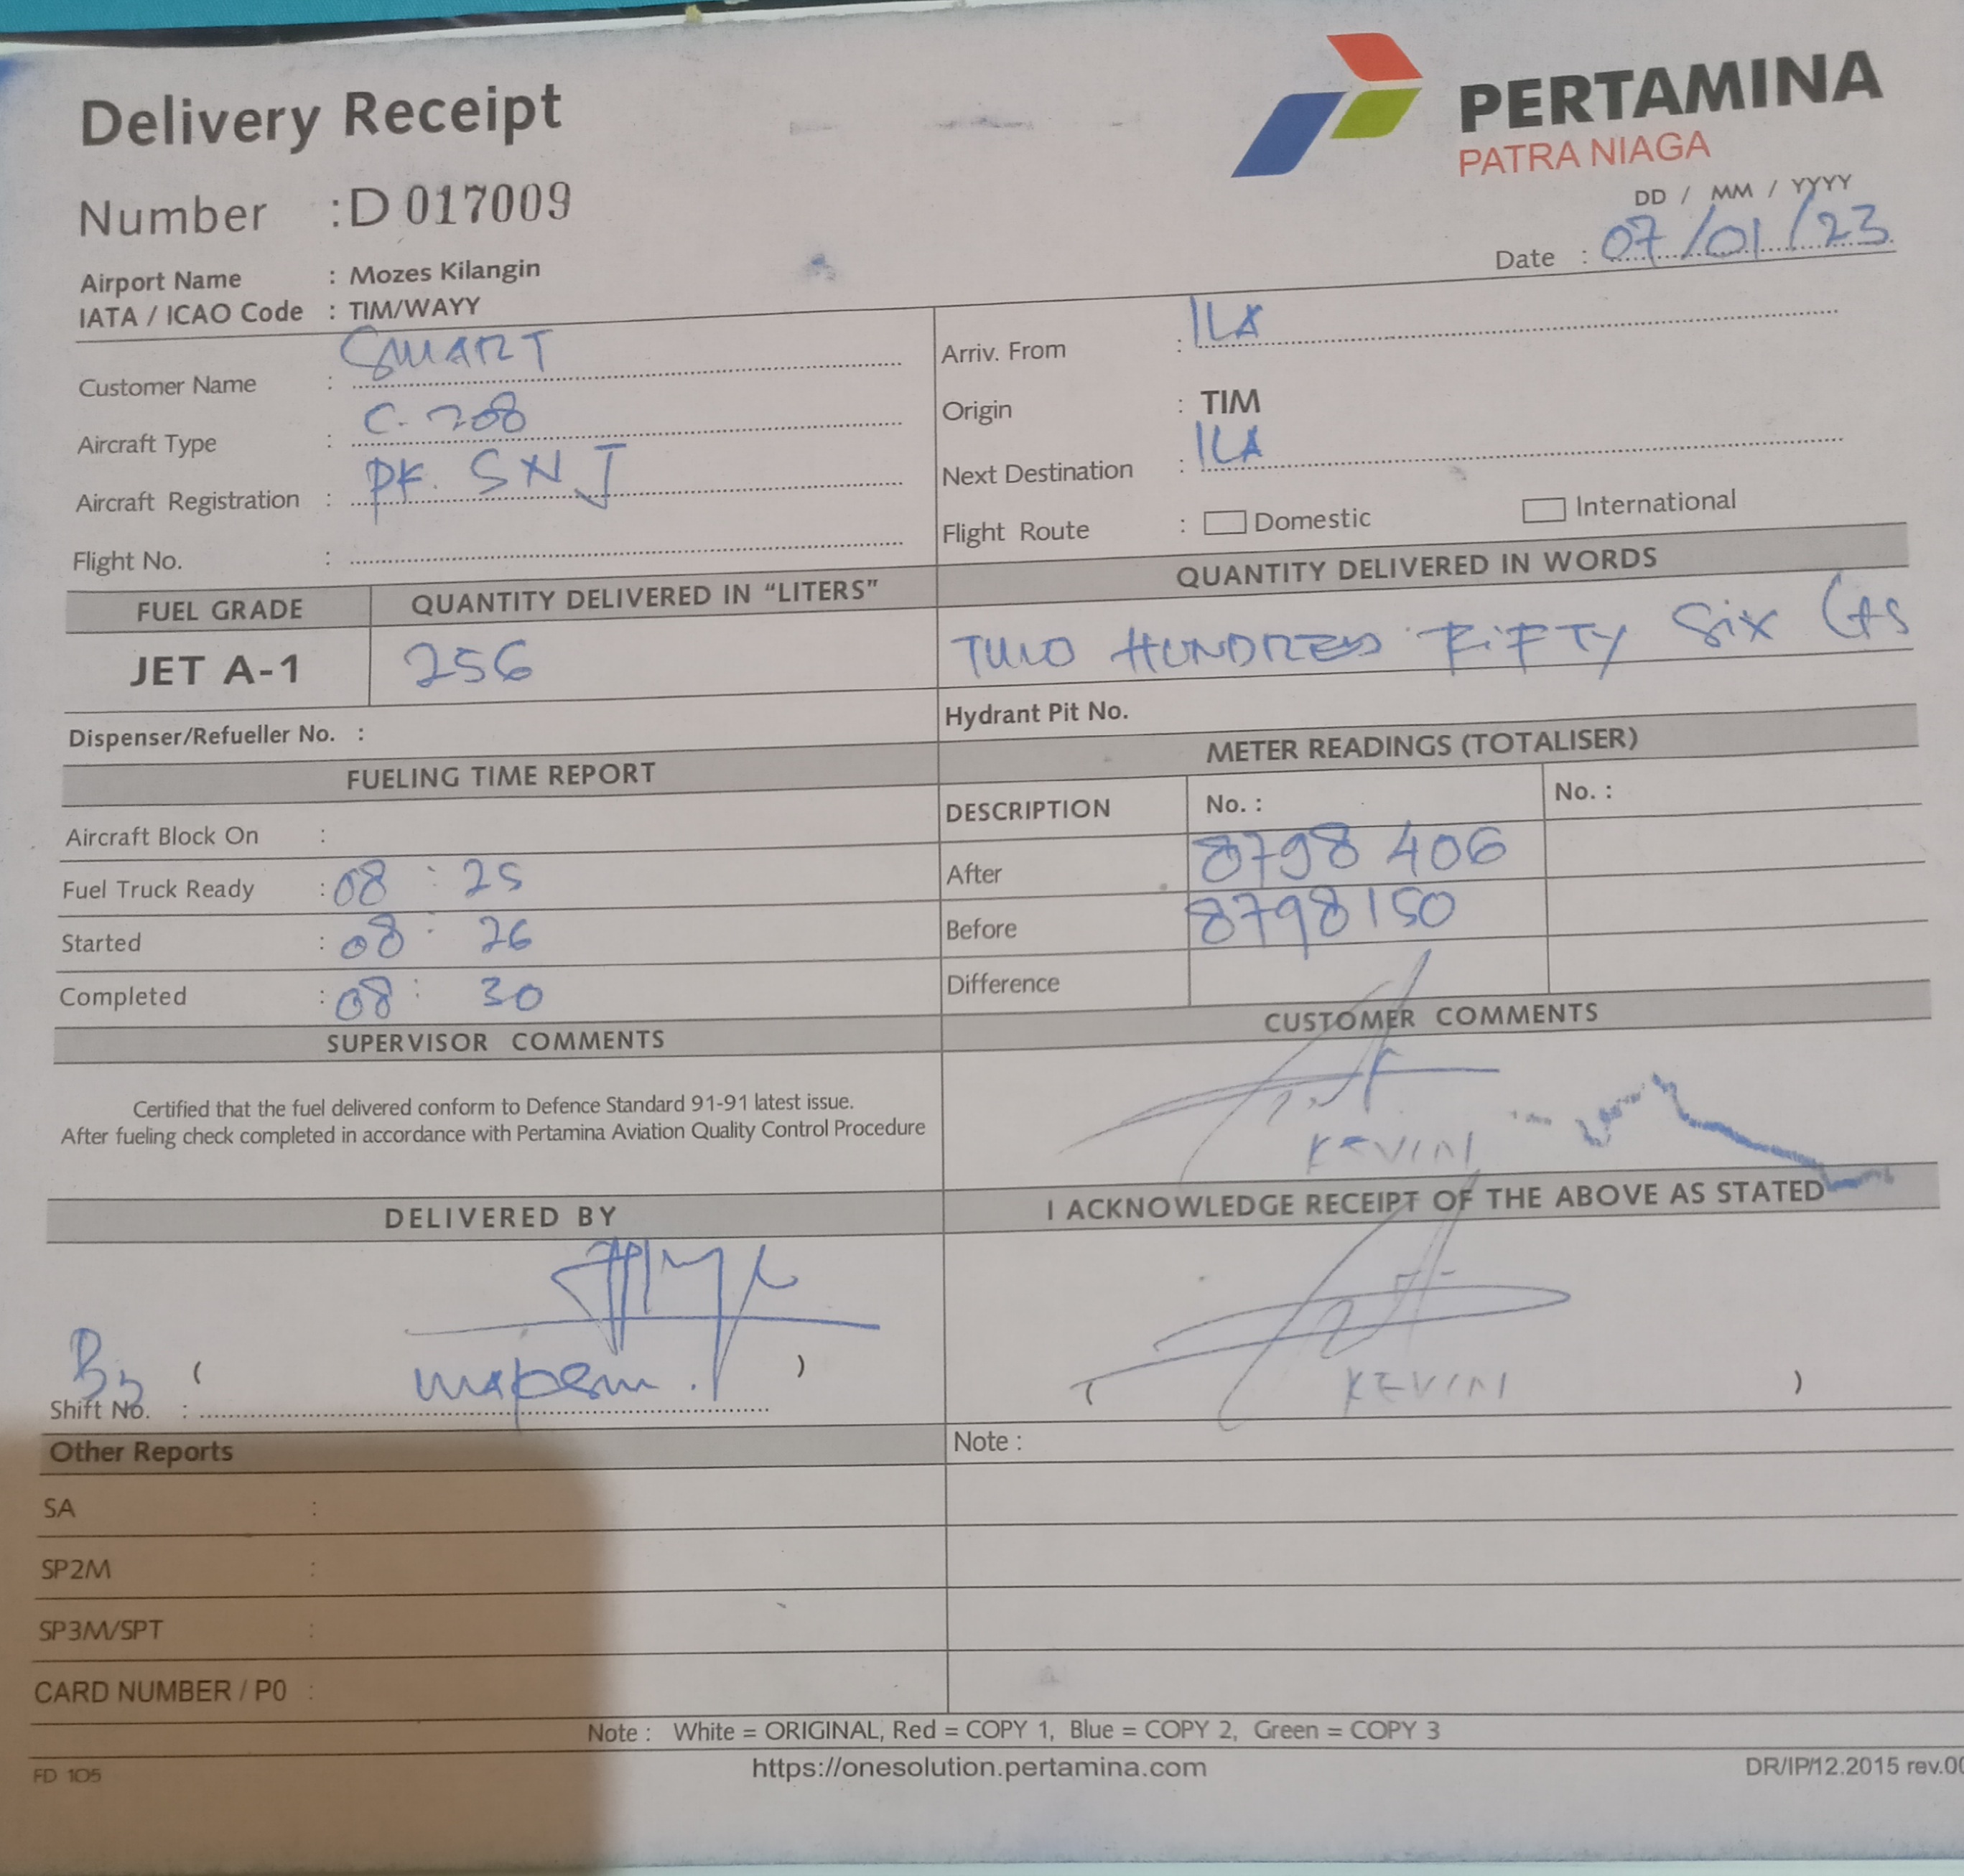 Delivery Receipt
PERTAMINA
PATRA NIAGA
Number : D 017009
DD / MM / YYYY
Date : 07/01/23
Airport Name : Mozes Kilangin
IATA / ICAO Code : TIM/WAYY
Customer Name : SMART
Aircraft Type : C-208
Aircraft Registration : PK. SNJ
Flight No. :
Arriv. From : ILA
Origin : TIM
Next Destination : ILA
Flight Route : Domestic International
FUEL GRADE QUANTITY DELIVERED IN "LITERS" QUANTITY DELIVERED IN WORDS
JET A-1 256 TWO HUNDRED FIFTY SIX
Dispenser/Refueller No. : Hydrant Pit No.
FUELING TIME REPORT
Aircraft Block On :
Fuel Truck Ready : 08 : 25
Started : 08 : 26
Completed : 08 : 30
METER READINGS (TOTALISER)
DESCRIPTION No. : No. :
After 8798 406
Before 8798150
Difference
SUPERVISOR COMMENTS
Certified that the fuel delivered conform to Defence Standard 91-91 latest issue.
After fueling check completed in accordance with Pertamina Aviation Quality Control Procedure
CUSTOMER COMMENTS
KEVIN
DELIVERED BY
( )
Shift No. :
I ACKNOWLEDGE RECEIPT OF THE ABOVE AS STATED
( KEVIN )
Other Reports
SA :
SP2M :
SP3M/SPT :
CARD NUMBER / P0 :
Note :
Note : White = ORIGINAL, Red = COPY 1, Blue = COPY 2, Green = COPY 3
FD 105 https://onesolution.pertamina.com DR/IP/12.2015 rev.00